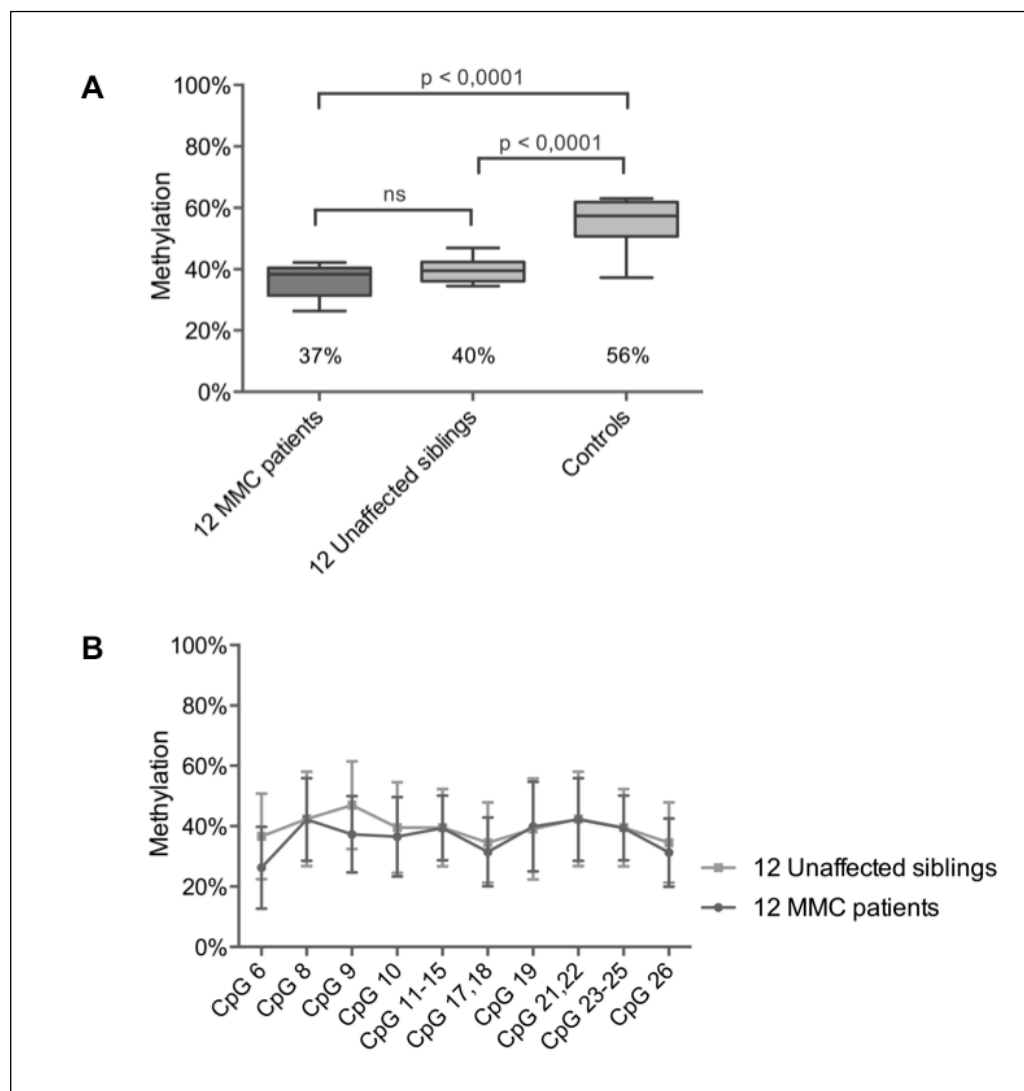 A
100%
80%
60%
40%
20%
0%
Methylation
p < 0,0001
p < 0,0001
ns
37%
40%
56%
12 MMC patients
12 Unaffected siblings
Controls
B
100%
80%
60%
40%
20%
0%
Methylation
CpG 6
CpG 8
CpG 9
CpG 10
CpG 11-15
CpG 17,18
CpG 19
CpG 21,22
CpG 23-25
CpG 26
12 Unaffected siblings
12 MMC patients